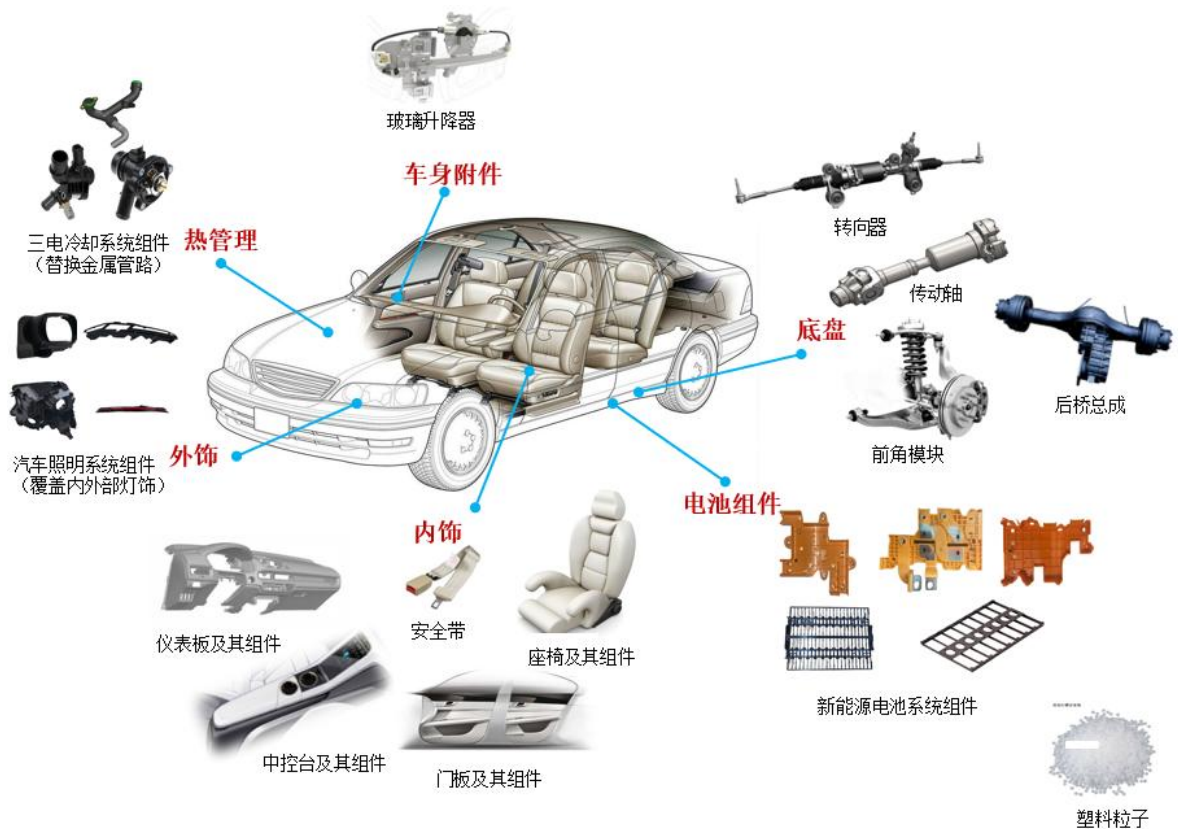 玻璃升降器
车身附件
三电冷却系统组件
（替换金属管路）
热管理
转向器
传动轴
底盘
后桥总成
前角模块
汽车照明系统组件
（覆盖内外部灯饰）
外饰
内饰
电池组件
仪表板及其组件
安全带
座椅及其组件
中控台及其组件
门板及其组件
新能源电池系统组件
塑料粒子